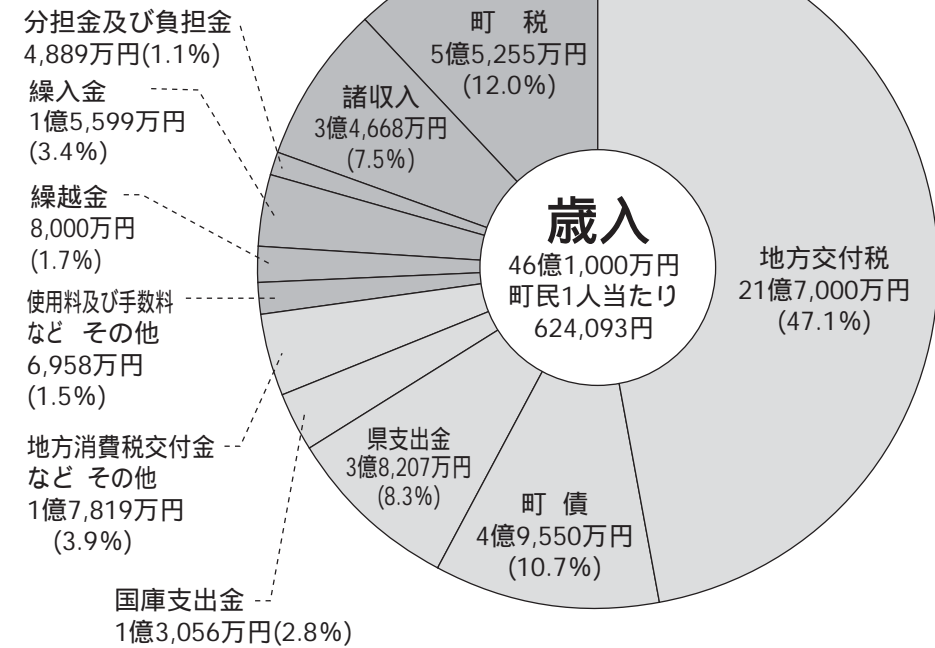 分担金及び負担金
4,889万円(1.1%)
繰入金
1億5,599万円
(3.4%)
繰越金
8,000万円
(1.7%)
使用料及び手数料
など その他
6,958万円
(1.5%)
地方消費税交付金
など その他
1億7,819万円
(3.9%)
国庫支出金
1億3,056万円(2.8%)
町 税
5億5,255万円
(12.0%)
諸収入
3億4,668万円
(7.5%)
歳入
46億1,000万円
町民1人当たり
624,093円
地方交付税
21億7,000万円
(47.1%)
県支出金
3億8,207万円
(8.3%)
町 債
4億9,550万円
(10.7%)